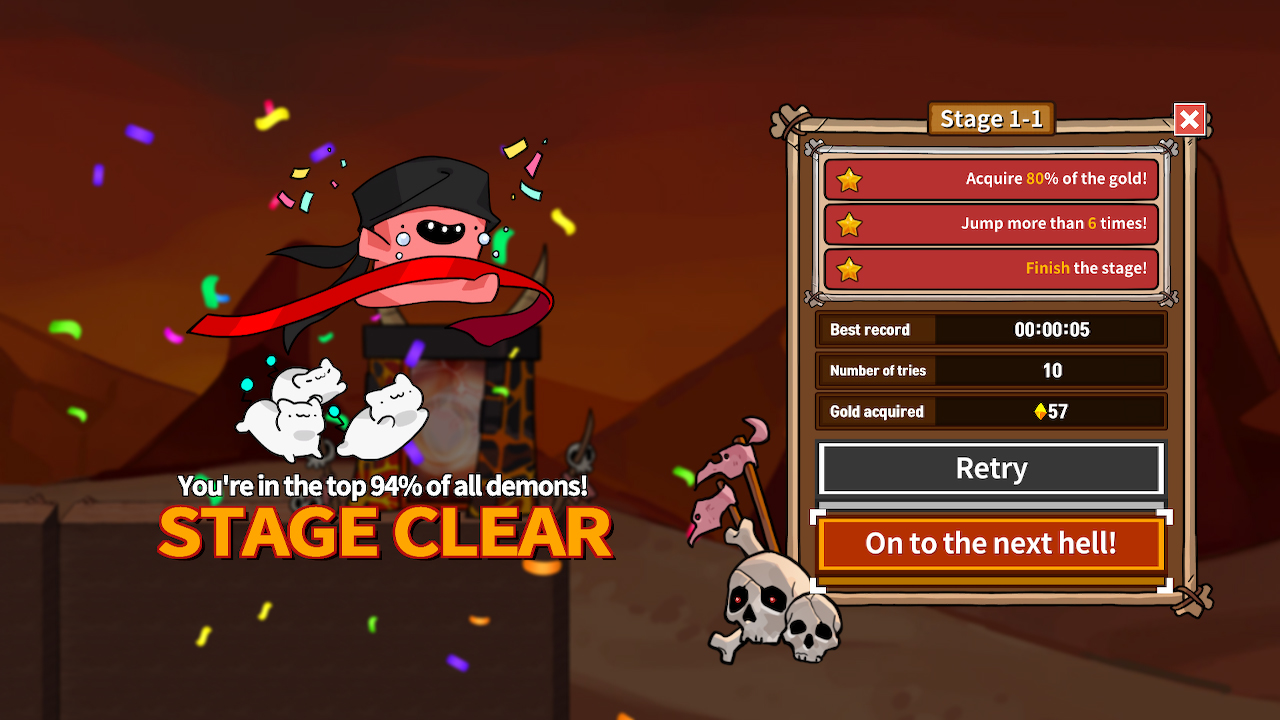 You're in the top 94% of all demons!
STAGE CLEAR
Stage 1-1
Acquire 80% of the gold!
Jump more than 6 times!
Finish the stage!
Best record 00:00:05
Number of tries 10
Gold acquired 57
Retry
On to the next hell!